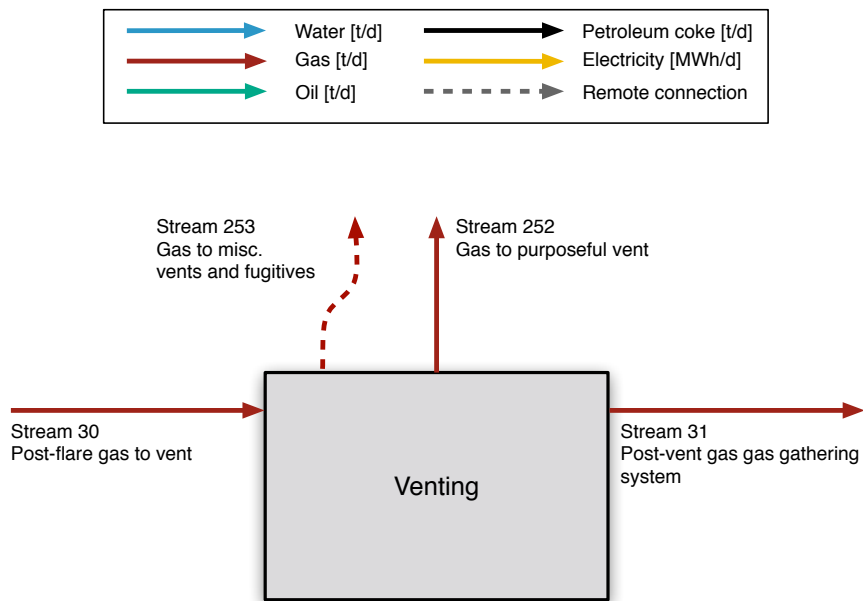 Water [t/d]
Gas [t/d]
Oil [t/d]
Petroleum coke [t/d]
Electricity [MWh/d]
Remote connection
Stream 253
Gas to misc.
vents and fugitives
Stream 252
Gas to purposeful vent
Stream 30
Post-flare gas to vent
Venting
Stream 31
Post-vent gas gas gathering
system